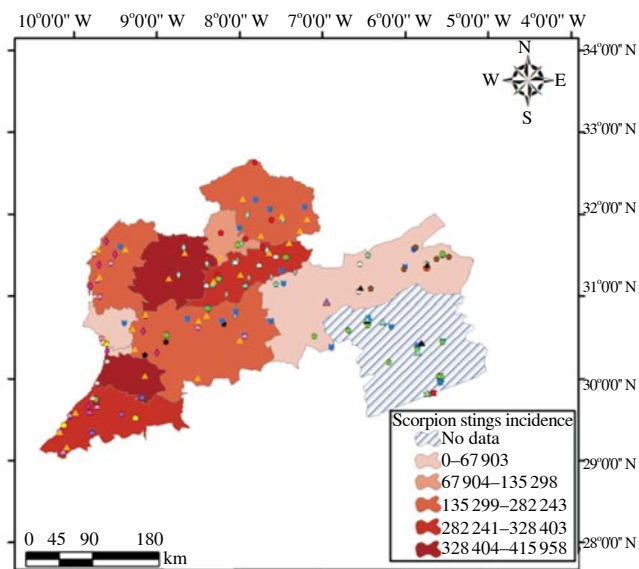 10°0'0" W 9°0'0" W 8°0'0" W 7°0'0" W 6°0'0" W 5°0'0" W 4°0'0" W
34°0'0" N
N
W E
S
33°0'0" N
32°0'0" N
31°0'0" N
30°0'0" N
29°0'0" N
28°0'0" N
Scorpion stings incidence
No data
0–67 903
67 904–135 298
135 299–282 243
282 241–328 403
328 404–415 958
0 45 90 180
km